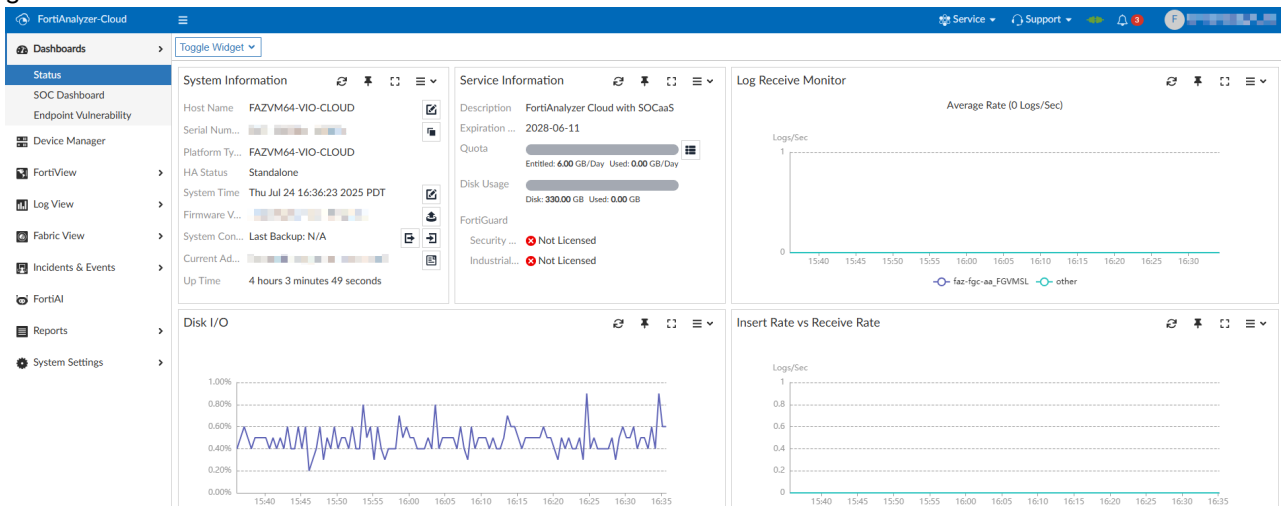 FortiAnalyzer-Cloud
Service
Support
3
F
Dashboards
Status
SOC Dashboard
Endpoint Vulnerability
Device Manager
FortiView
Log View
Fabric View
Incidents & Events
FortiAI
Reports
System Settings
Toggle Widget
System Information
Host Name FAZVM64-VIO-CLOUD
Serial Num...
Platform Ty... FAZVM64-VIO-CLOUD
HA Status Standalone
System Time Thu Jul 24 16:36:23 2025 PDT
Firmware V...
System Con... Last Backup: N/A
Current Ad...
Up Time 4 hours 3 minutes 49 seconds
Service Information
Description FortiAnalyzer Cloud with SOCaaS
Expiration ... 2028-06-11
Quota
Entitled: 6.00 GB/Day Used: 0.00 GB/Day
Disk Usage
Disk: 330.00 GB Used: 0.00 GB
FortiGuard
Security ... Not Licensed
Industrial... Not Licensed
Log Receive Monitor
Average Rate (0 Logs/Sec)
Logs/Sec
1
0
15:40 15:45 15:50 15:55 16:00 16:05 16:10 16:15 16:20 16:25 16:30
faz-fgc-aa_FGVMSL other
Disk I/O
1.00%
0.80%
0.60%
0.40%
0.20%
0.00%
15:40 15:45 15:50 15:55 16:00 16:05 16:10 16:15 16:20 16:25 16:30 16:35
Insert Rate vs Receive Rate
Logs/Sec
1
0.8
0.6
0.4
0.2
0
15:40 15:45 15:50 15:55 16:00 16:05 16:10 16:15 16:20 16:25 16:30 16:35